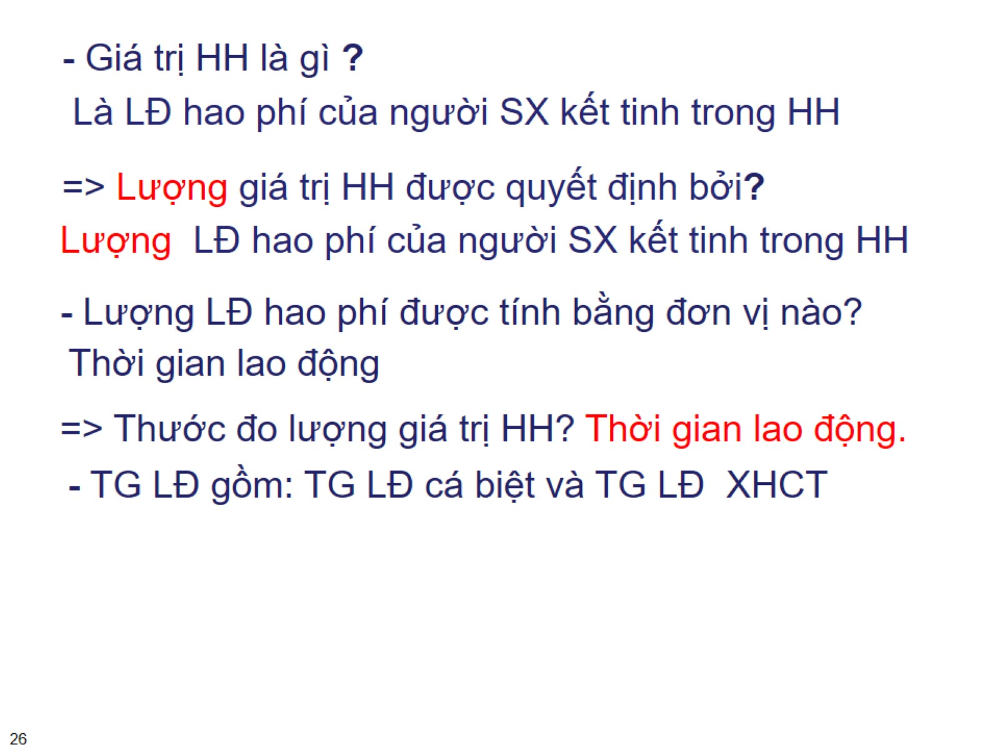 - Giá trị HH là gì ?
Là LĐ hao phí của người SX kết tinh trong HH
=> Lượng giá trị HH được quyết định bởi?
Lượng LĐ hao phí của người SX kết tinh trong HH
- Lượng LĐ hao phí được tính bằng đơn vị nào?
Thời gian lao động
=> Thước đo lượng giá trị HH? Thời gian lao động.
- TG LĐ gồm: TG LĐ cá biệt và TG LĐ XHCT
26